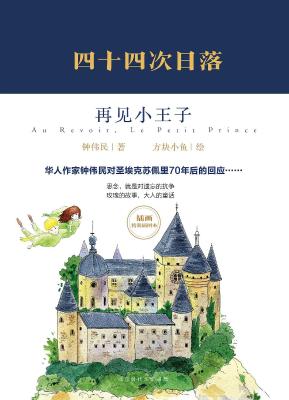 四十四次日落
再见小王子
Au Revoir, Le Petit Prince
钟伟民｜著 方块小鱼｜绘
华人作家钟伟民对圣埃克苏佩里70年后的回应……
思念，就是对遗忘的抗争
玫瑰的故事，大人的童话
插画